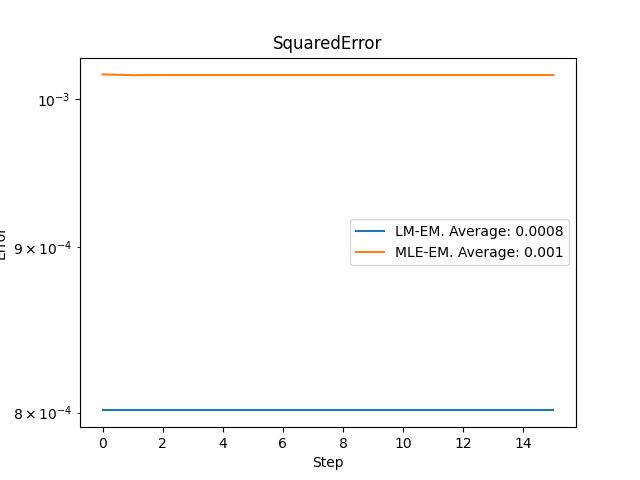 SquaredError
10⁻³
9 × 10⁻⁴
8 × 10⁻⁴
LM-EM. Average: 0.0008
MLE-EM. Average: 0.001
0 2 4 6 8 10 12 14
Step